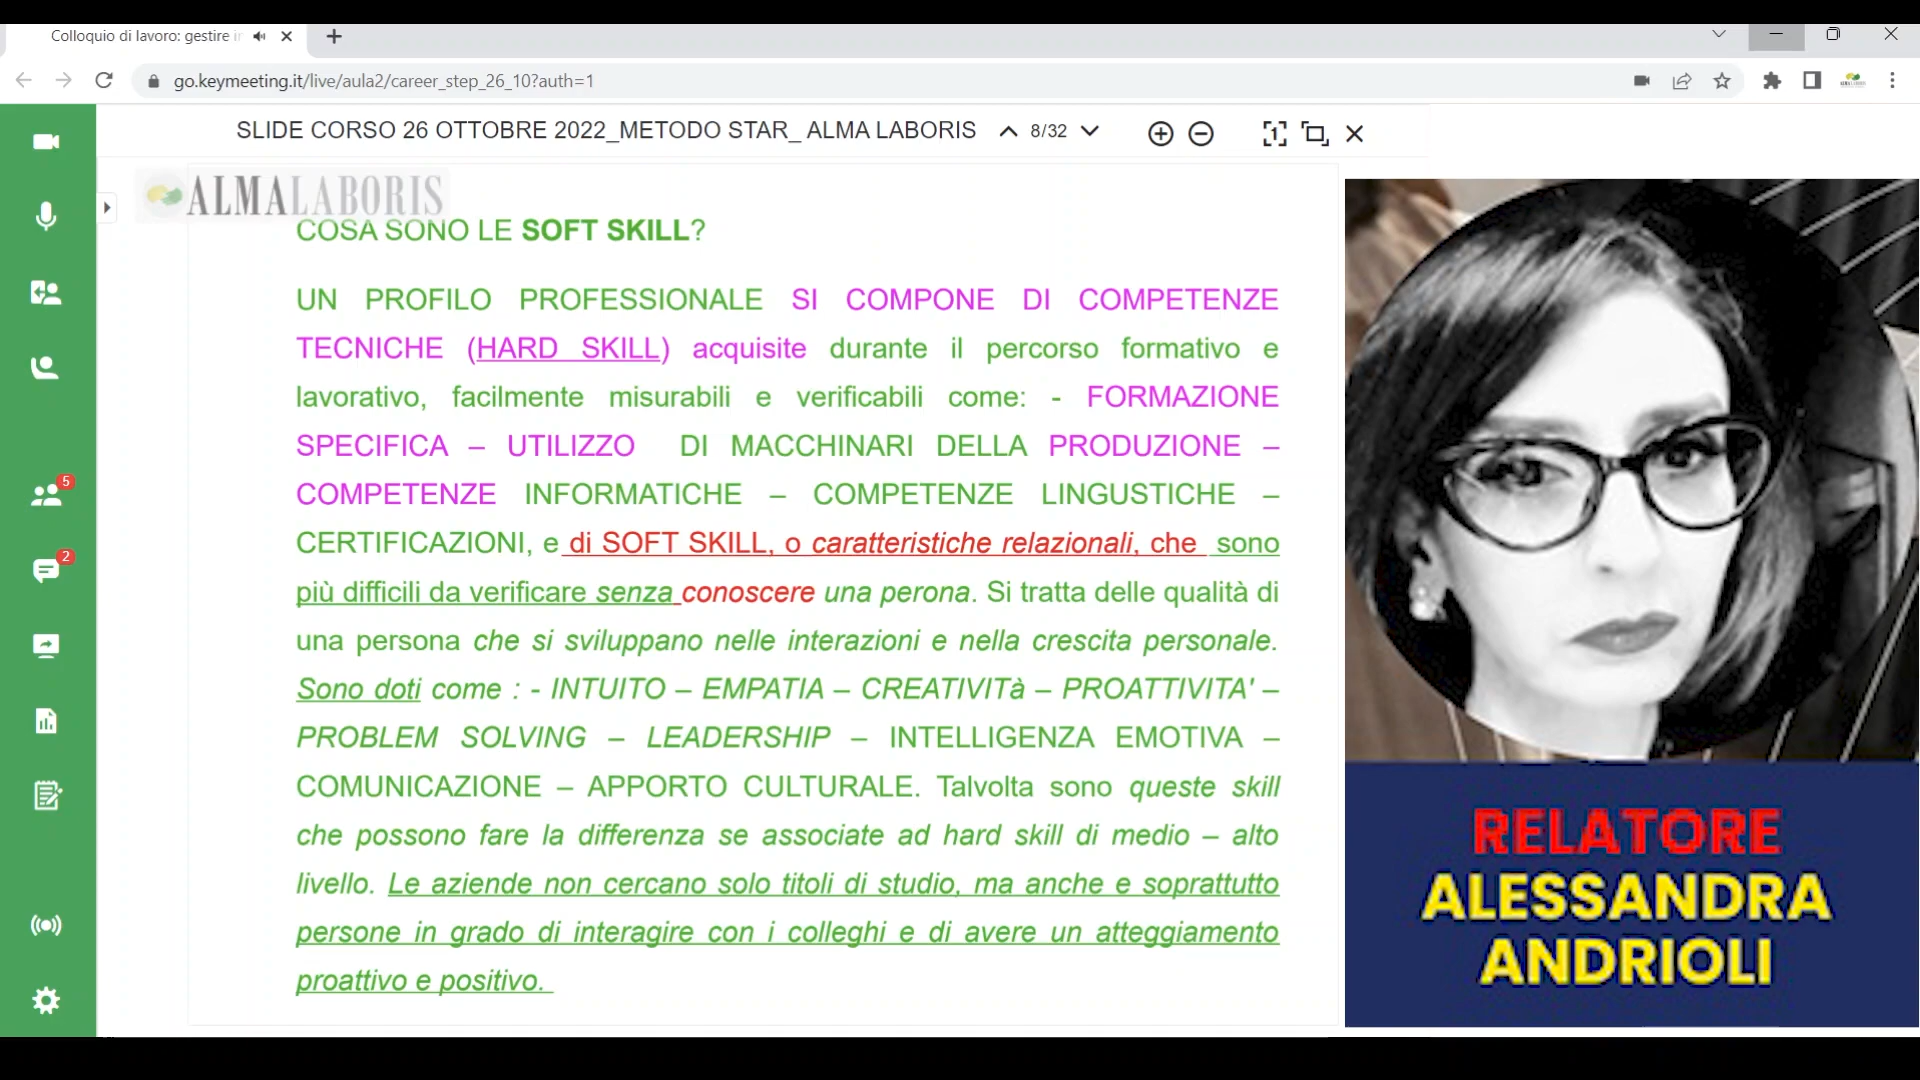 Colloquio di lavoro: gestire in
go.keymeeting.it/live/aula2/career_step_26_10?auth=1
SLIDE CORSO 26 OTTOBRE 2022_METODO STAR_ ALMA LABORIS
8/32
1
ALMALABORIS
COSA SONO LE SOFT SKILL?
UN PROFILO PROFESSIONALE SI COMPONE DI COMPETENZE
TECNICHE (HARD SKILL) acquisite durante il percorso formativo e
lavorativo, facilmente misurabili e verificabili come: - FORMAZIONE
SPECIFICA – UTILIZZO DI MACCHINARI DELLA PRODUZIONE –
COMPETENZE INFORMATICHE – COMPETENZE LINGUSTICHE –
CERTIFICAZIONI, e di SOFT SKILL, o caratteristiche relazionali, che sono
più difficili da verificare senza conoscere una perona. Si tratta delle qualità di
una persona che si sviluppano nelle interazioni e nella crescita personale.
Sono doti come : - INTUITO – EMPATIA – CREATIVITà – PROATTIVITA' –
PROBLEM SOLVING – LEADERSHIP – INTELLIGENZA EMOTIVA –
COMUNICAZIONE – APPORTO CULTURALE. Talvolta sono queste skill
che possono fare la differenza se associate ad hard skill di medio – alto
livello. Le aziende non cercano solo titoli di studio, ma anche e soprattutto
persone in grado di interagire con i colleghi e di avere un atteggiamento
proattivo e positivo.
5
2
RELATORE
ALESSANDRA
ANDRIOLI